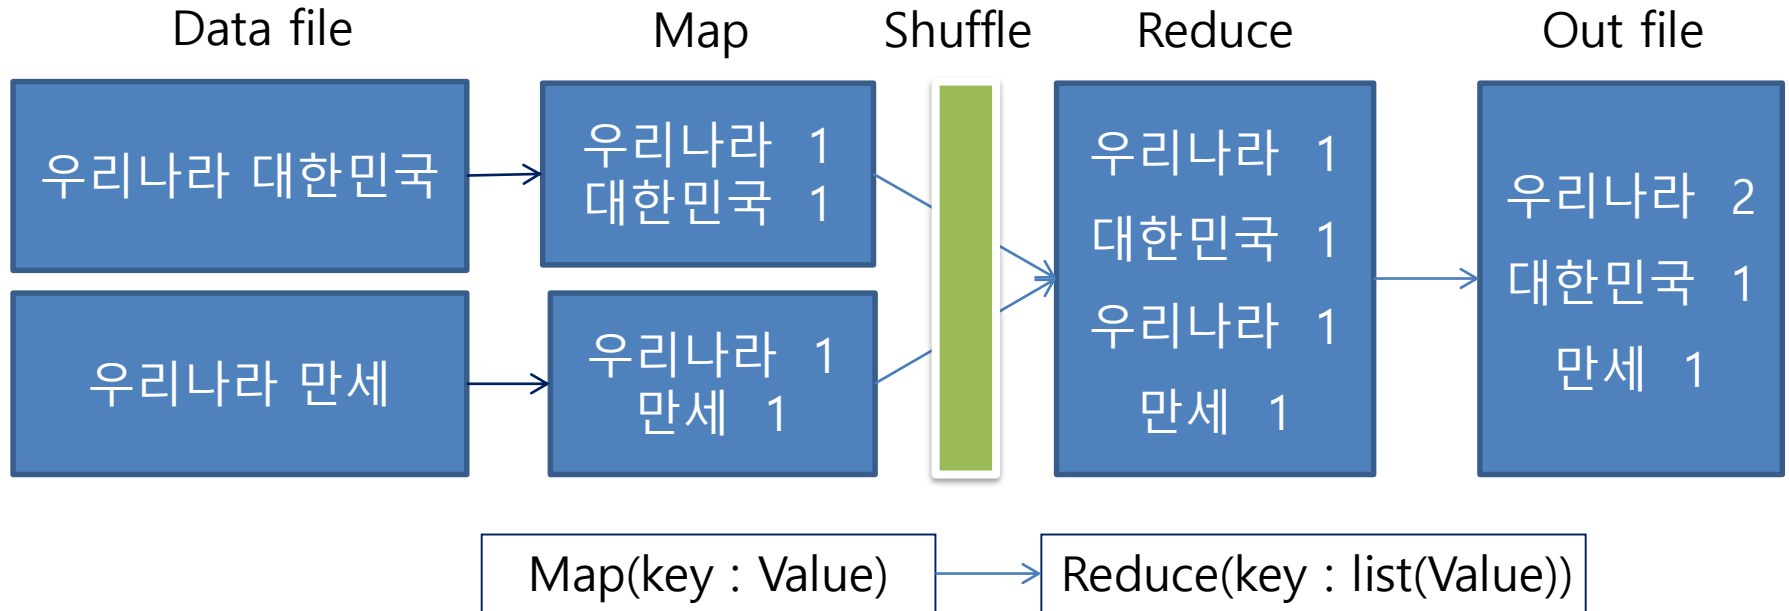 Data file
Map
Shuffle
Reduce
Out file
우리나라 대한민국
우리나라 만세
우리나라 1
대한민국 1
우리나라 1
만세 1
우리나라 1
대한민국 1
우리나라 1
만세 1
우리나라 2
대한민국 1
만세 1
Map(key : Value)
Reduce(key : list(Value))